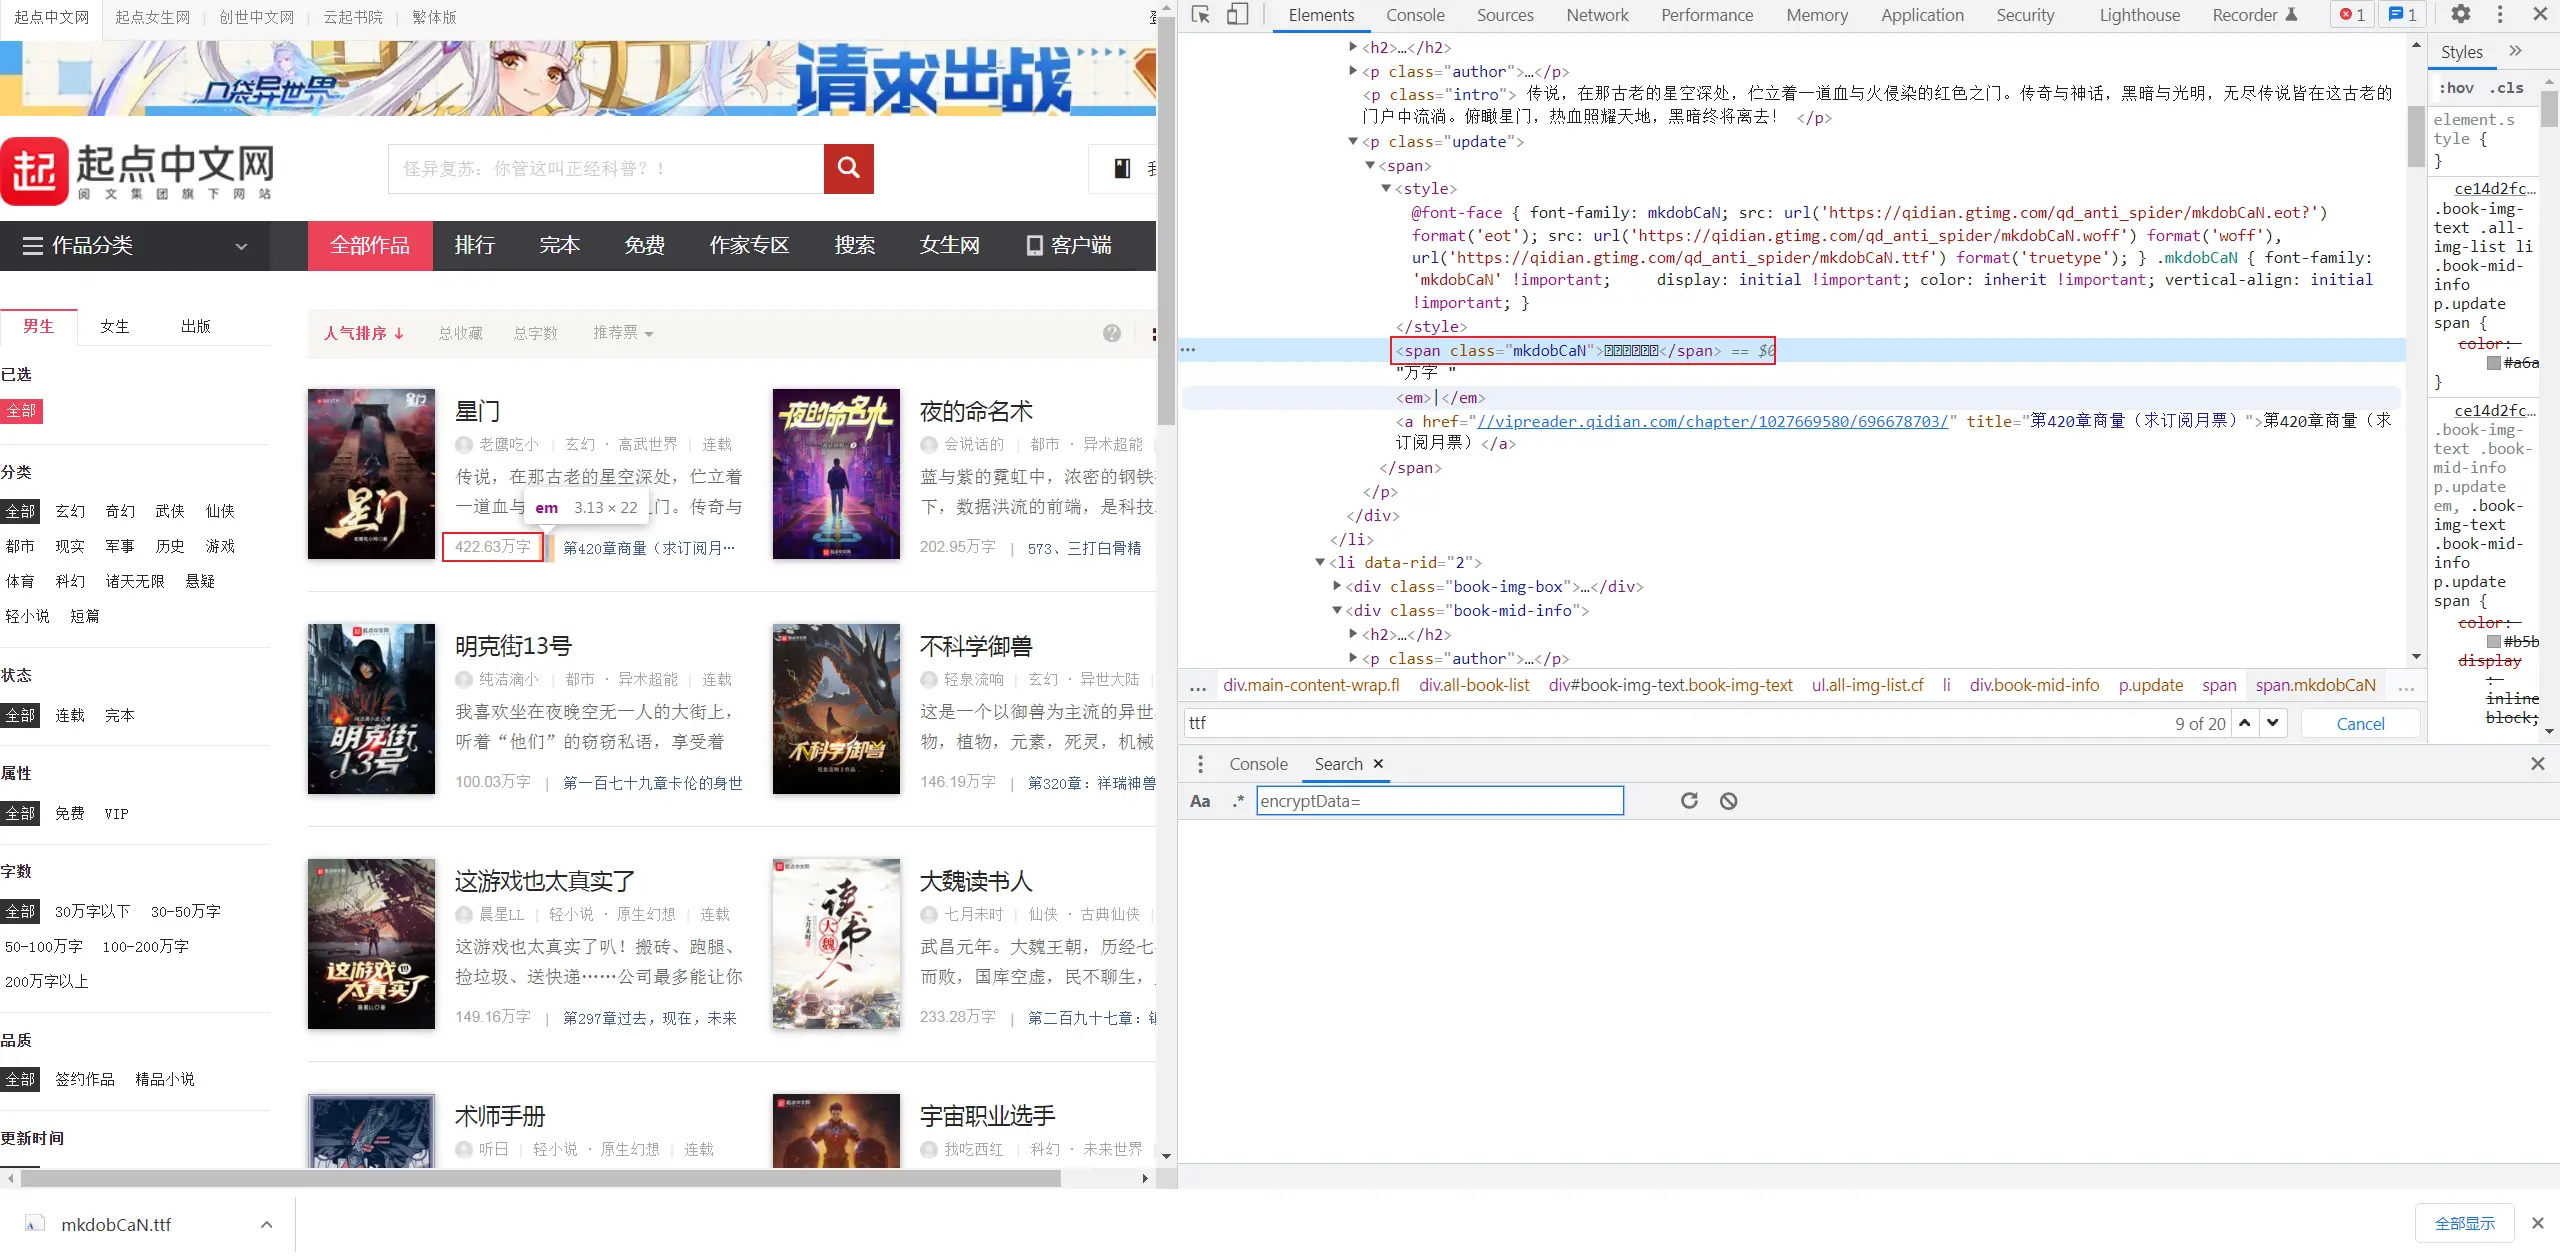 起点中文网 起点女生网 创世中文网 云起书院 繁体版
口袋异世界 请求出战
起点中文网
阅文集团旗下网站
怪异复苏：你管这叫正经科普？！
作品分类 全部作品 排行 完本 免费 作家专区 搜索 女生网 客户端
男生 女生 出版
人气排序 ↓ 总收藏 总字数 推荐票
已选
全部
分类
全部 玄幻 奇幻 武侠 仙侠
都市 现实 军事 历史 游戏
体育 科幻 诸天无限 悬疑
轻小说 短篇
状态
全部 连载 完本
属性
全部 免费 VIP
字数
全部 30万字以下 30-50万字
50-100万字 100-200万字
200万字以上
品质
全部 签约作品 精品小说
更新时间
星门
星门
老鹰吃小 | 玄幻 · 高武世界 | 连载
传说，在那古老的星空深处，伫立着
一道血与 门。传奇与
em 3.13 × 22
422.63万字 第420章商量（求订阅月…
夜的命名术
夜的命名术
会说话的 | 都市 · 异术超能 |
蓝与紫的霓虹中，浓密的钢铁
下，数据洪流的前端，是科技
202.95万字 | 573、三打白骨精
明克街13号
明克街13号
纯洁滴小 | 都市 · 异术超能 | 连载
我喜欢坐在夜晚空无一人的大街上，
听着“他们”的窃窃私语，享受着
100.03万字 | 第一百七十九章卡伦的身世
不科学御兽
不科学御兽
轻泉流响 | 玄幻 · 异世大陆 |
这是一个以御兽为主流的异世
物，植物，元素，死灵，机械
146.19万字 | 第320章：祥瑞神兽
这游戏也太真实了
这游戏也太真实了
晨星LL | 轻小说 · 原生幻想 | 连载
这游戏也太真实了叭！搬砖、跑腿、
捡垃圾、送快递……公司最多能让你
149.16万字 | 第297章过去，现在，未来
大魏读书人
大魏读书人
七月未时 | 仙侠 · 古典仙侠 |
武昌元年。大魏王朝，历经七
而败，国库空虚，民不聊生，
233.28万字 | 第二百九十七章：镇
术师手册
听日 | 轻小说 · 原生幻想 | 连载
宇宙职业选手
我吃西红 | 科幻 · 未来世界 |
mkdobCaN.ttf
全部显示
Elements Console Sources Network Performance Memory Application Security Lighthouse Recorder 1 1
<h2>…</h2>
<p class="author">…</p>
<p class="intro"> 传说，在那古老的星空深处，伫立着一道血与火侵染的红色之门。传奇与神话，黑暗与光明，无尽传说皆在这古老的
门户中流淌。俯瞰星门，热血照耀天地，黑暗终将离去！ </p>
<p class="update">
<span>
<style>
@font-face { font-family: mkdobCaN; src: url('https://qidian.gtimg.com/qd_anti_spider/mkdobCaN.eot?')
format('eot'); src: url('https://qidian.gtimg.com/qd_anti_spider/mkdobCaN.woff') format('woff'),
url('https://qidian.gtimg.com/qd_anti_spider/mkdobCaN.ttf') format('truetype'); } .mkdobCaN { font-family:
'mkdobCaN' !important; display: initial !important; color: inherit !important; vertical-align: initial
!important; }
</style>
<span class="mkdobCaN">□□□□□□</span> == $0
"万字 "
<em>|</em>
<a href="//vipreader.qidian.com/chapter/1027669580/696678703/" title="第420章商量（求订阅月票）">第420章商量（求
订阅月票）</a>
</span>
</p>
</div>
</li>
<li data-rid="2">
<div class="book-img-box">…</div>
<div class="book-mid-info">
<h2>…</h2>
<p class="author">…</p>
… div.main-content-wrap.fl div.all-book-list div#book-img-text.book-img-text ul.all-img-list.cf li div.book-mid-info p.update span span.mkdobCaN …
ttf 9 of 20 Cancel
Console Search ×
Aa .* encryptData=
Styles »
:hov .cls
element.s
tyle {
}
ce14d2fc…
.book-img-
text .all-
img-list li
.book-mid-
info
p.update
span {
color:
#a6a
}
ce14d2fc…
.book-img-
text .book-
mid-info
p.update
em, .book-
img-text
.book-mid-
info
p.update
span {
color:
#b5b
display
:
inline
block;